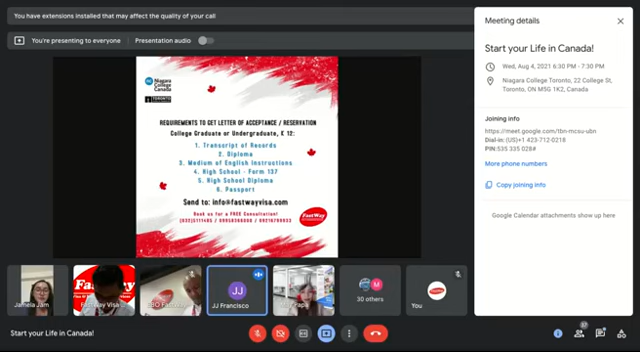 You have extensions installed that may affect the quality of your call
You're presenting to everyone
Presentation audio
Niagara
College
Canada
TORONTO
REQUIREMENTS TO GET LETTER OF ACCEPTANCE / RESERVATION
College Graduate or Undergraduate, K 12:
1. Transcript of Records
2. Diploma
3. Medium of English Instructions
4. High School - Form 137
5. High School Diploma
6. Passport
Send to: info@fastwayvisa.com
Book us for a FREE Consultation!
FastWay
Jamela Jam
Fastway Visa
JJ
JJ Francisco
M
30 others
You
Start your Life in Canada!
37
Meeting details
Start your Life in Canada!
Wed, Aug 4, 2021 6:30 PM - 7:30 PM
Niagara College Toronto, 22 College St,
Toronto, ON M5G 1K2, Canada
Joining info
https://meet.google.com/tbn-mcsu-ubn
Dial-in: (US)+1 423-712-0218
PIN: 535 335 028#
More phone numbers
Copy joining info
Google Calendar attachments show up here